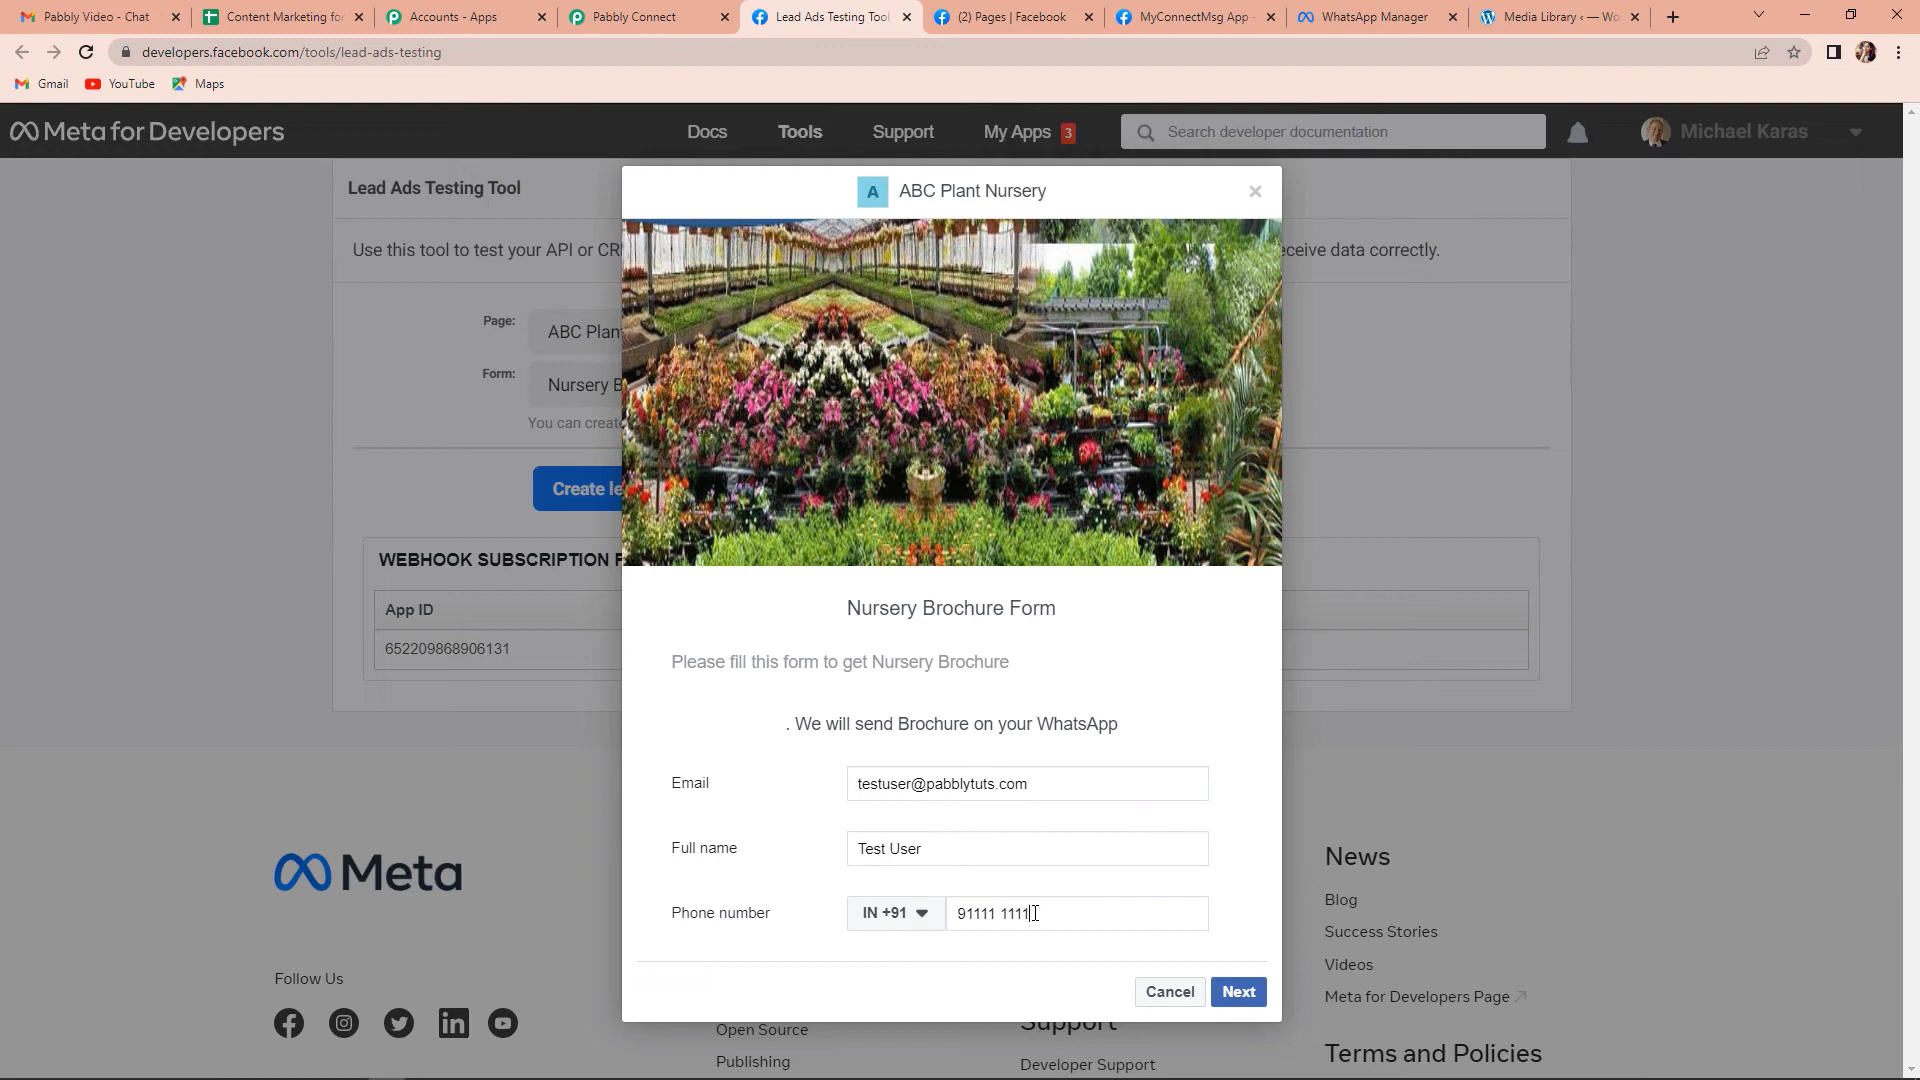 Pabbly Video - Chat
Content Marketing for
Accounts - Apps
Pabbly Connect
Lead Ads Testing Tool
(2) Pages | Facebook
MyConnectMsg App -
WhatsApp Manager
Media Library ‹ — Wo
developers.facebook.com/tools/lead-ads-testing
Gmail
YouTube
Maps
Meta for Developers
Docs
Tools
Support
My Apps 3
Search developer documentation
Michael Karas
Lead Ads Testing Tool
A ABC Plant Nursery
Use this tool to test your API or CR
eceive data correctly.
Page:
ABC Plan
Form:
Nursery B
You can create
Create le
WEBHOOK SUBSCRIPTION F
App ID
652209868906131
Nursery Brochure Form
Please fill this form to get Nursery Brochure
. We will send Brochure on your WhatsApp
Email
testuser@pabblytuts.com
Full name
Test User
Phone number
IN +91
91111 1111
Cancel
Next
Meta
Follow Us
Open Source
Publishing
Support
Developer Support
News
Blog
Success Stories
Videos
Meta for Developers Page
Terms and Policies